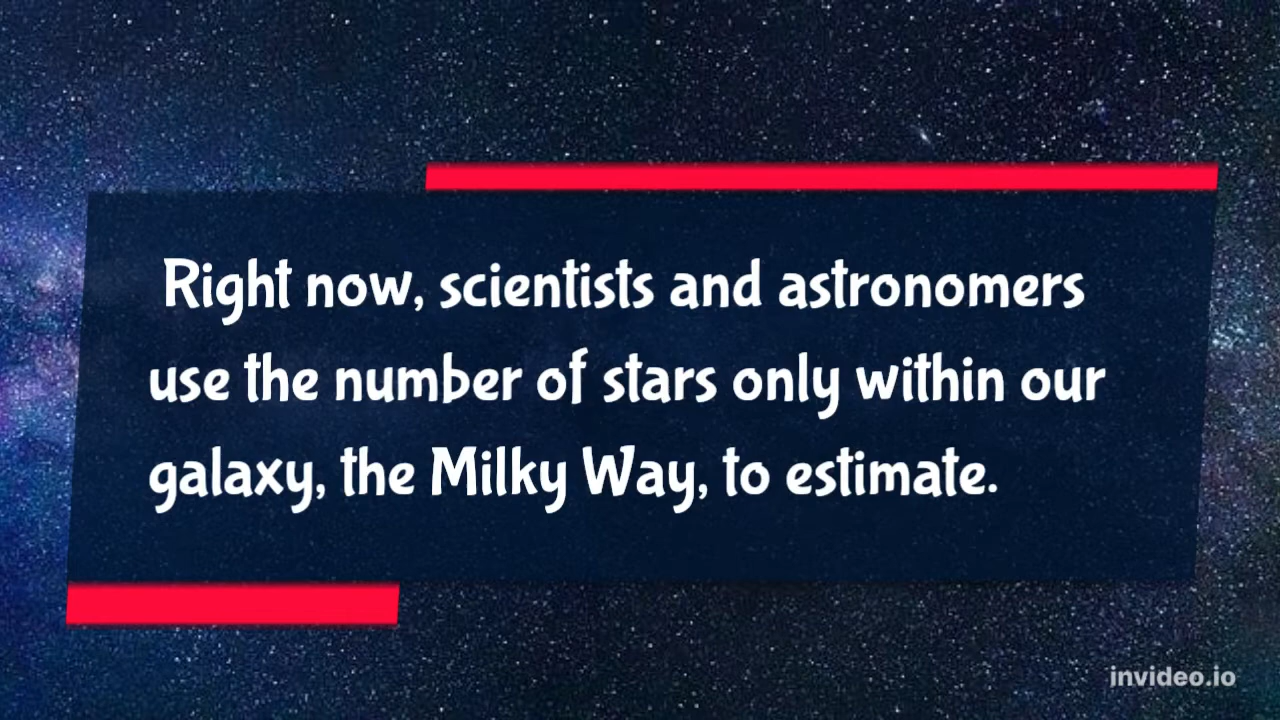 Right now, scientists and astronomers
use the number of stars only within our
galaxy, the Milky Way, to estimate.
invideo.io